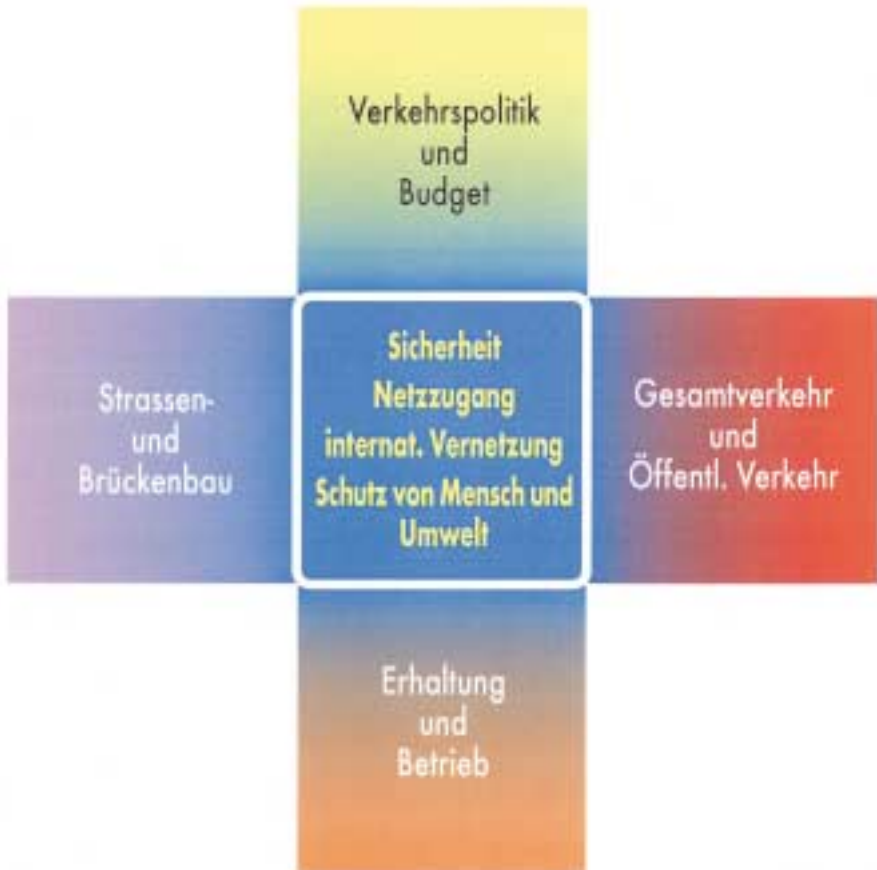 Verkehrspolitik
und
Budget
Strassen-
und
Brückenbau
Sicherheit
Netzzugang
internat. Vernetzung
Schutz von Mensch und
Umwelt
Gesamtverkehr
und
Öffentl. Verkehr
Erhaltung
und
Betrieb